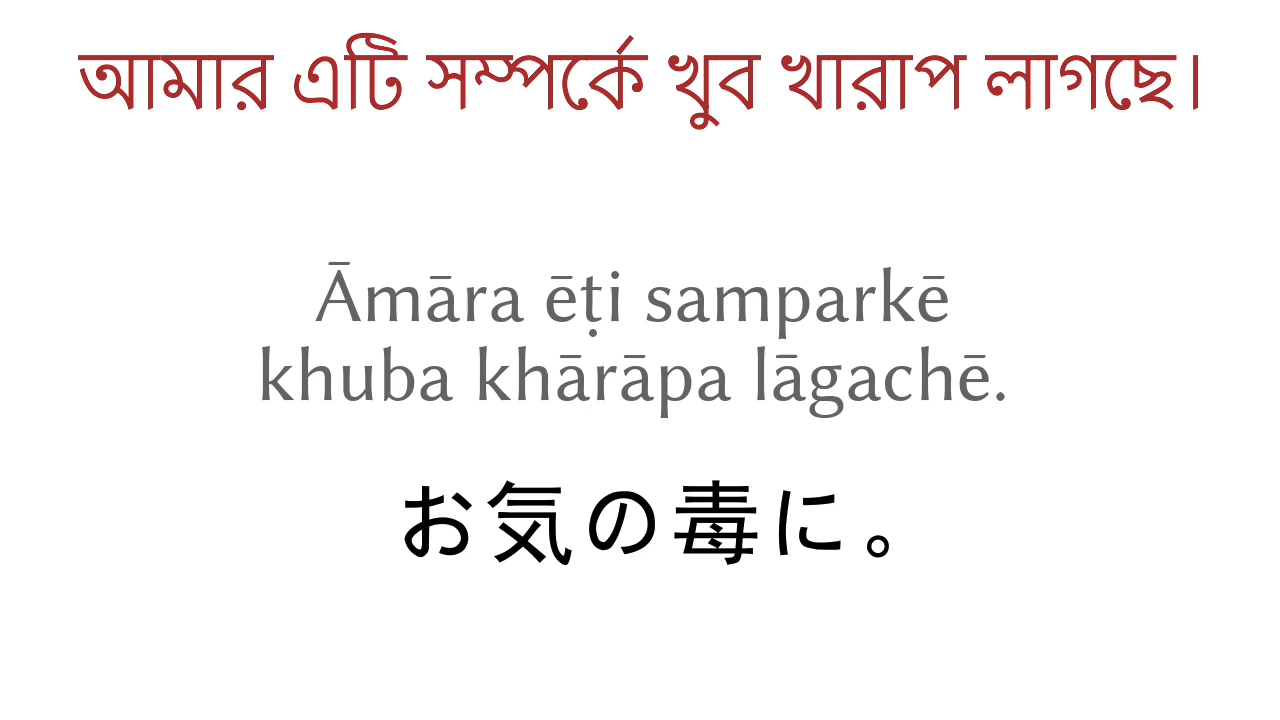 আমার এটি সম্পর্কে খুব খারাপ লাগছে।
Āmāra ēṭi samparkē
khuba khārāpa lāgachē.
お気の毒に。